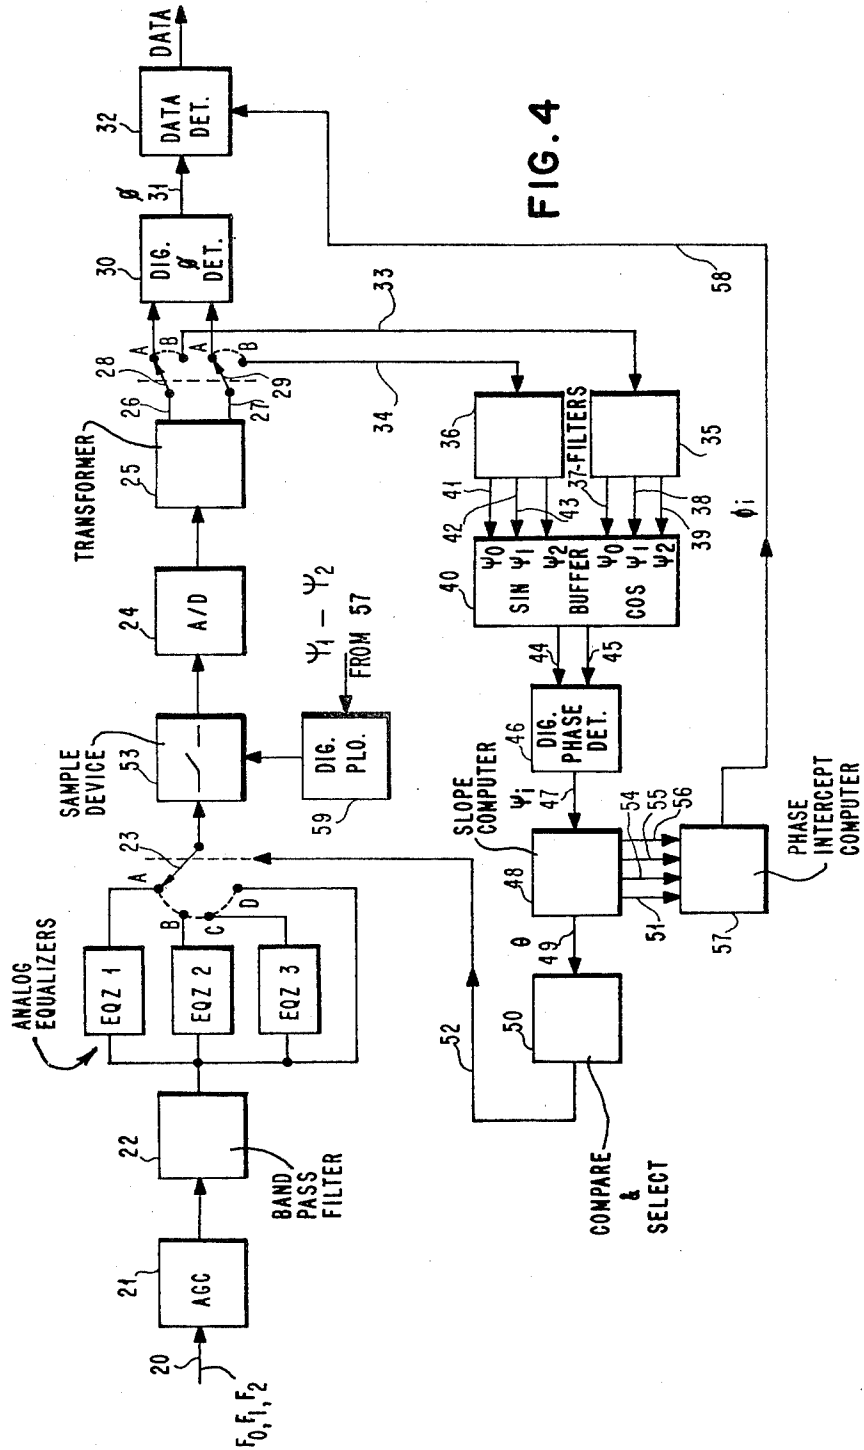 F0, F1, F2
20
21
AGC
22
BAND
PASS
FILTER
ANALOG
EQUALIZERS
EQZ 1
EQZ 2
EQZ 3
A
B
C
D
23
SAMPLE
DEVICE
53
DIG.
PLO.
59
Ψ1 – Ψ2
FROM 57
24
A/D
TRANSFORMER
25
26
27
28
29
A
B
A
B
30
DIG.
ø
DET.
ø
31
32
DATA
DET.
DATA
33
34
36
37-FILTERS
35
41
42
43
38
39
40
Ψ0
Ψ1
Ψ2
SIN
BUFFER
COS
Ψ0
Ψ1
Ψ2
44
45
46
DIG.
PHASE
DET.
Ψi
47
SLOPE
COMPUTER
48
θ
49
50
COMPARE
&
SELECT
52
51
54
55
56
57
PHASE
INTERCEPT
COMPUTER
ϕi
58
FIG. 4